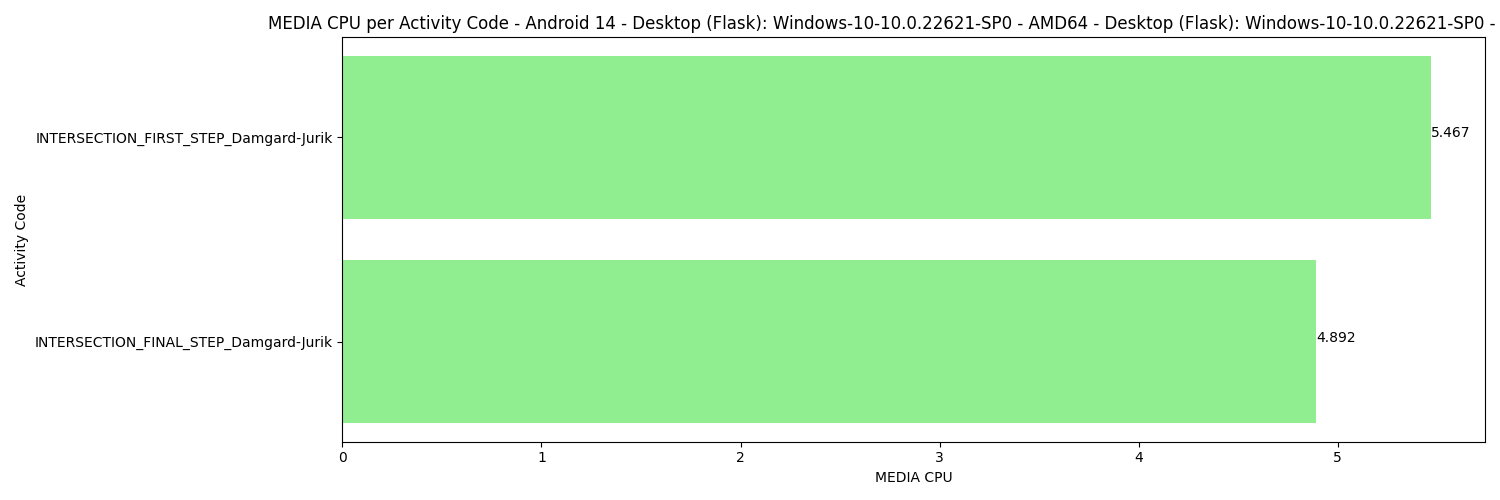 MEDIA CPU per Activity Code - Android 14 - Desktop (Flask): Windows-10-10.0.22621-SP0 - AMD64 - Desktop (Flask): Windows-10-10.0.22621-SP0 -
Activity Code
INTERSECTION_FIRST_STEP_Damgard-Jurik
5.467
INTERSECTION_FINAL_STEP_Damgard-Jurik
4.892
0 1 2 3 4 5
MEDIA CPU